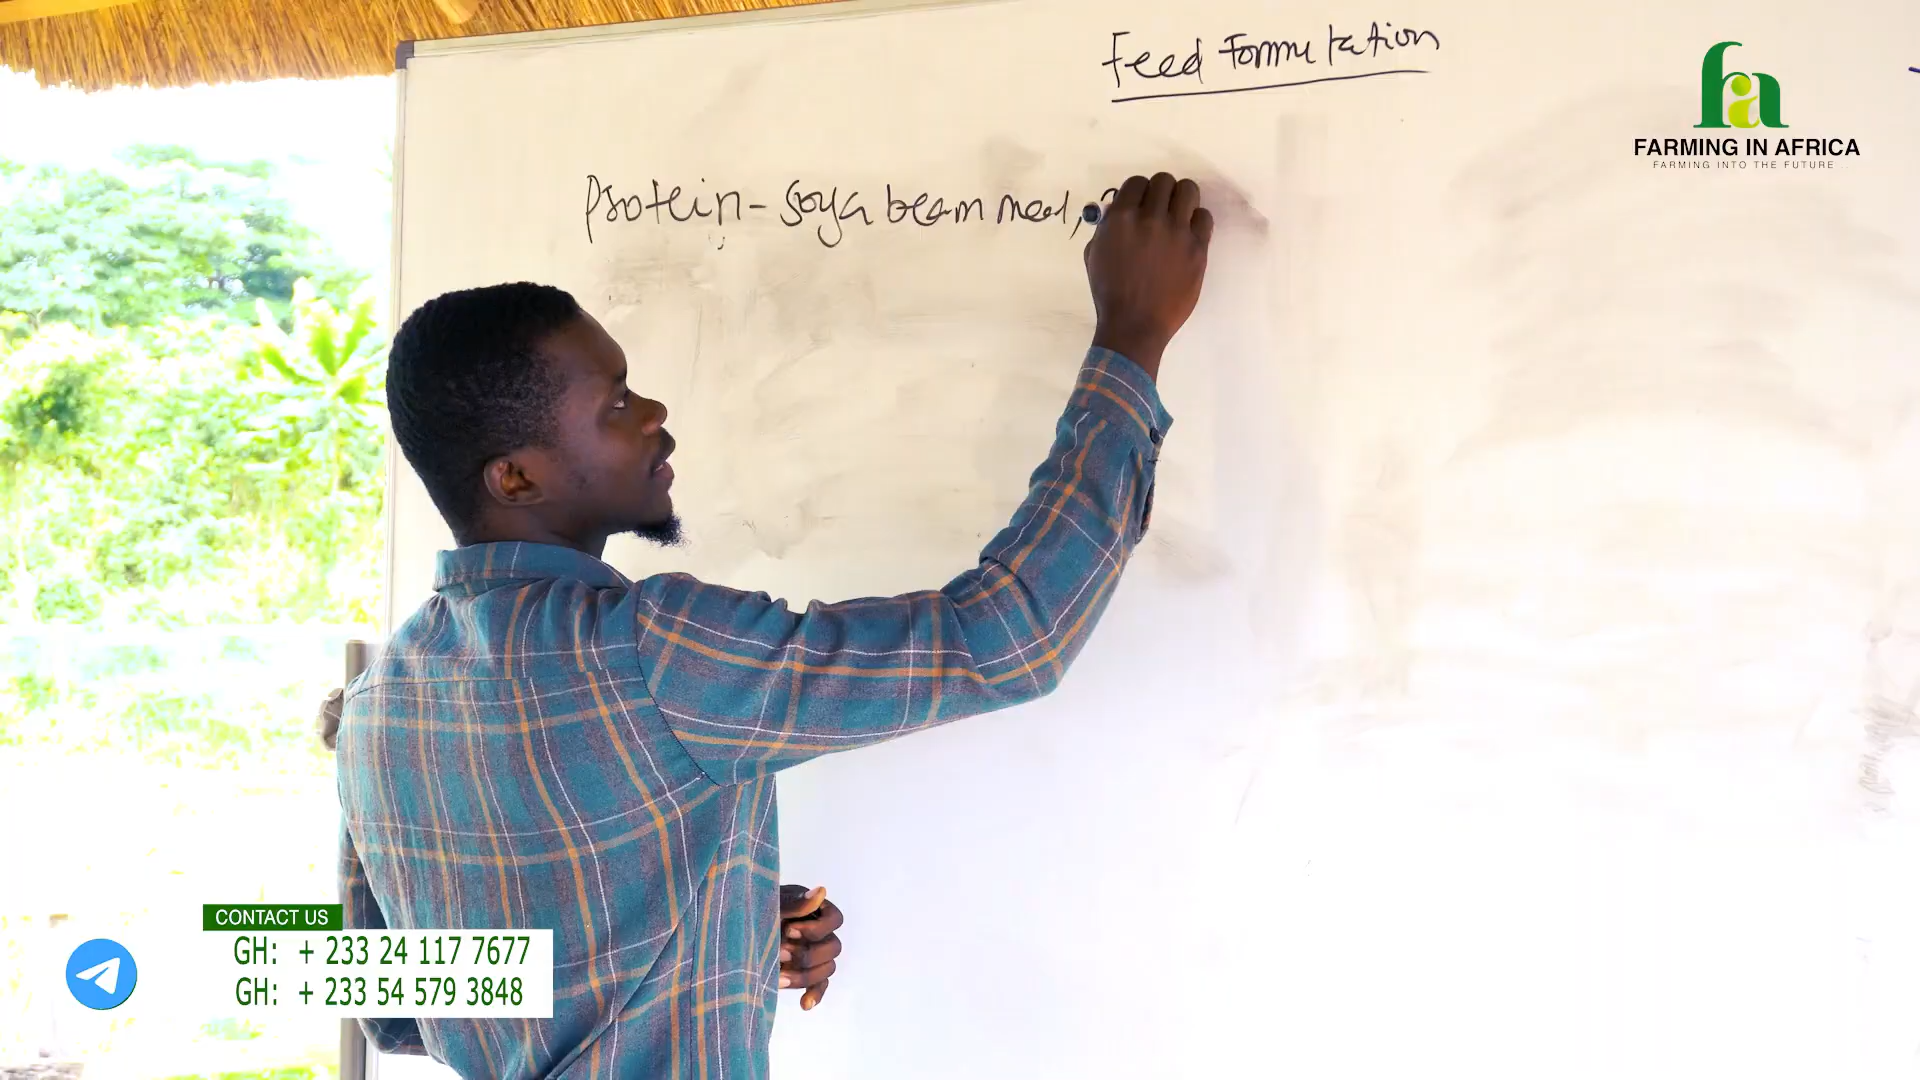 Feed Formulation
Protein - Soya bean meal,
fa
FARMING IN AFRICA
FARMING INTO THE FUTURE...
CONTACT US
GH: + 233 24 117 7677
GH: + 233 54 579 3848